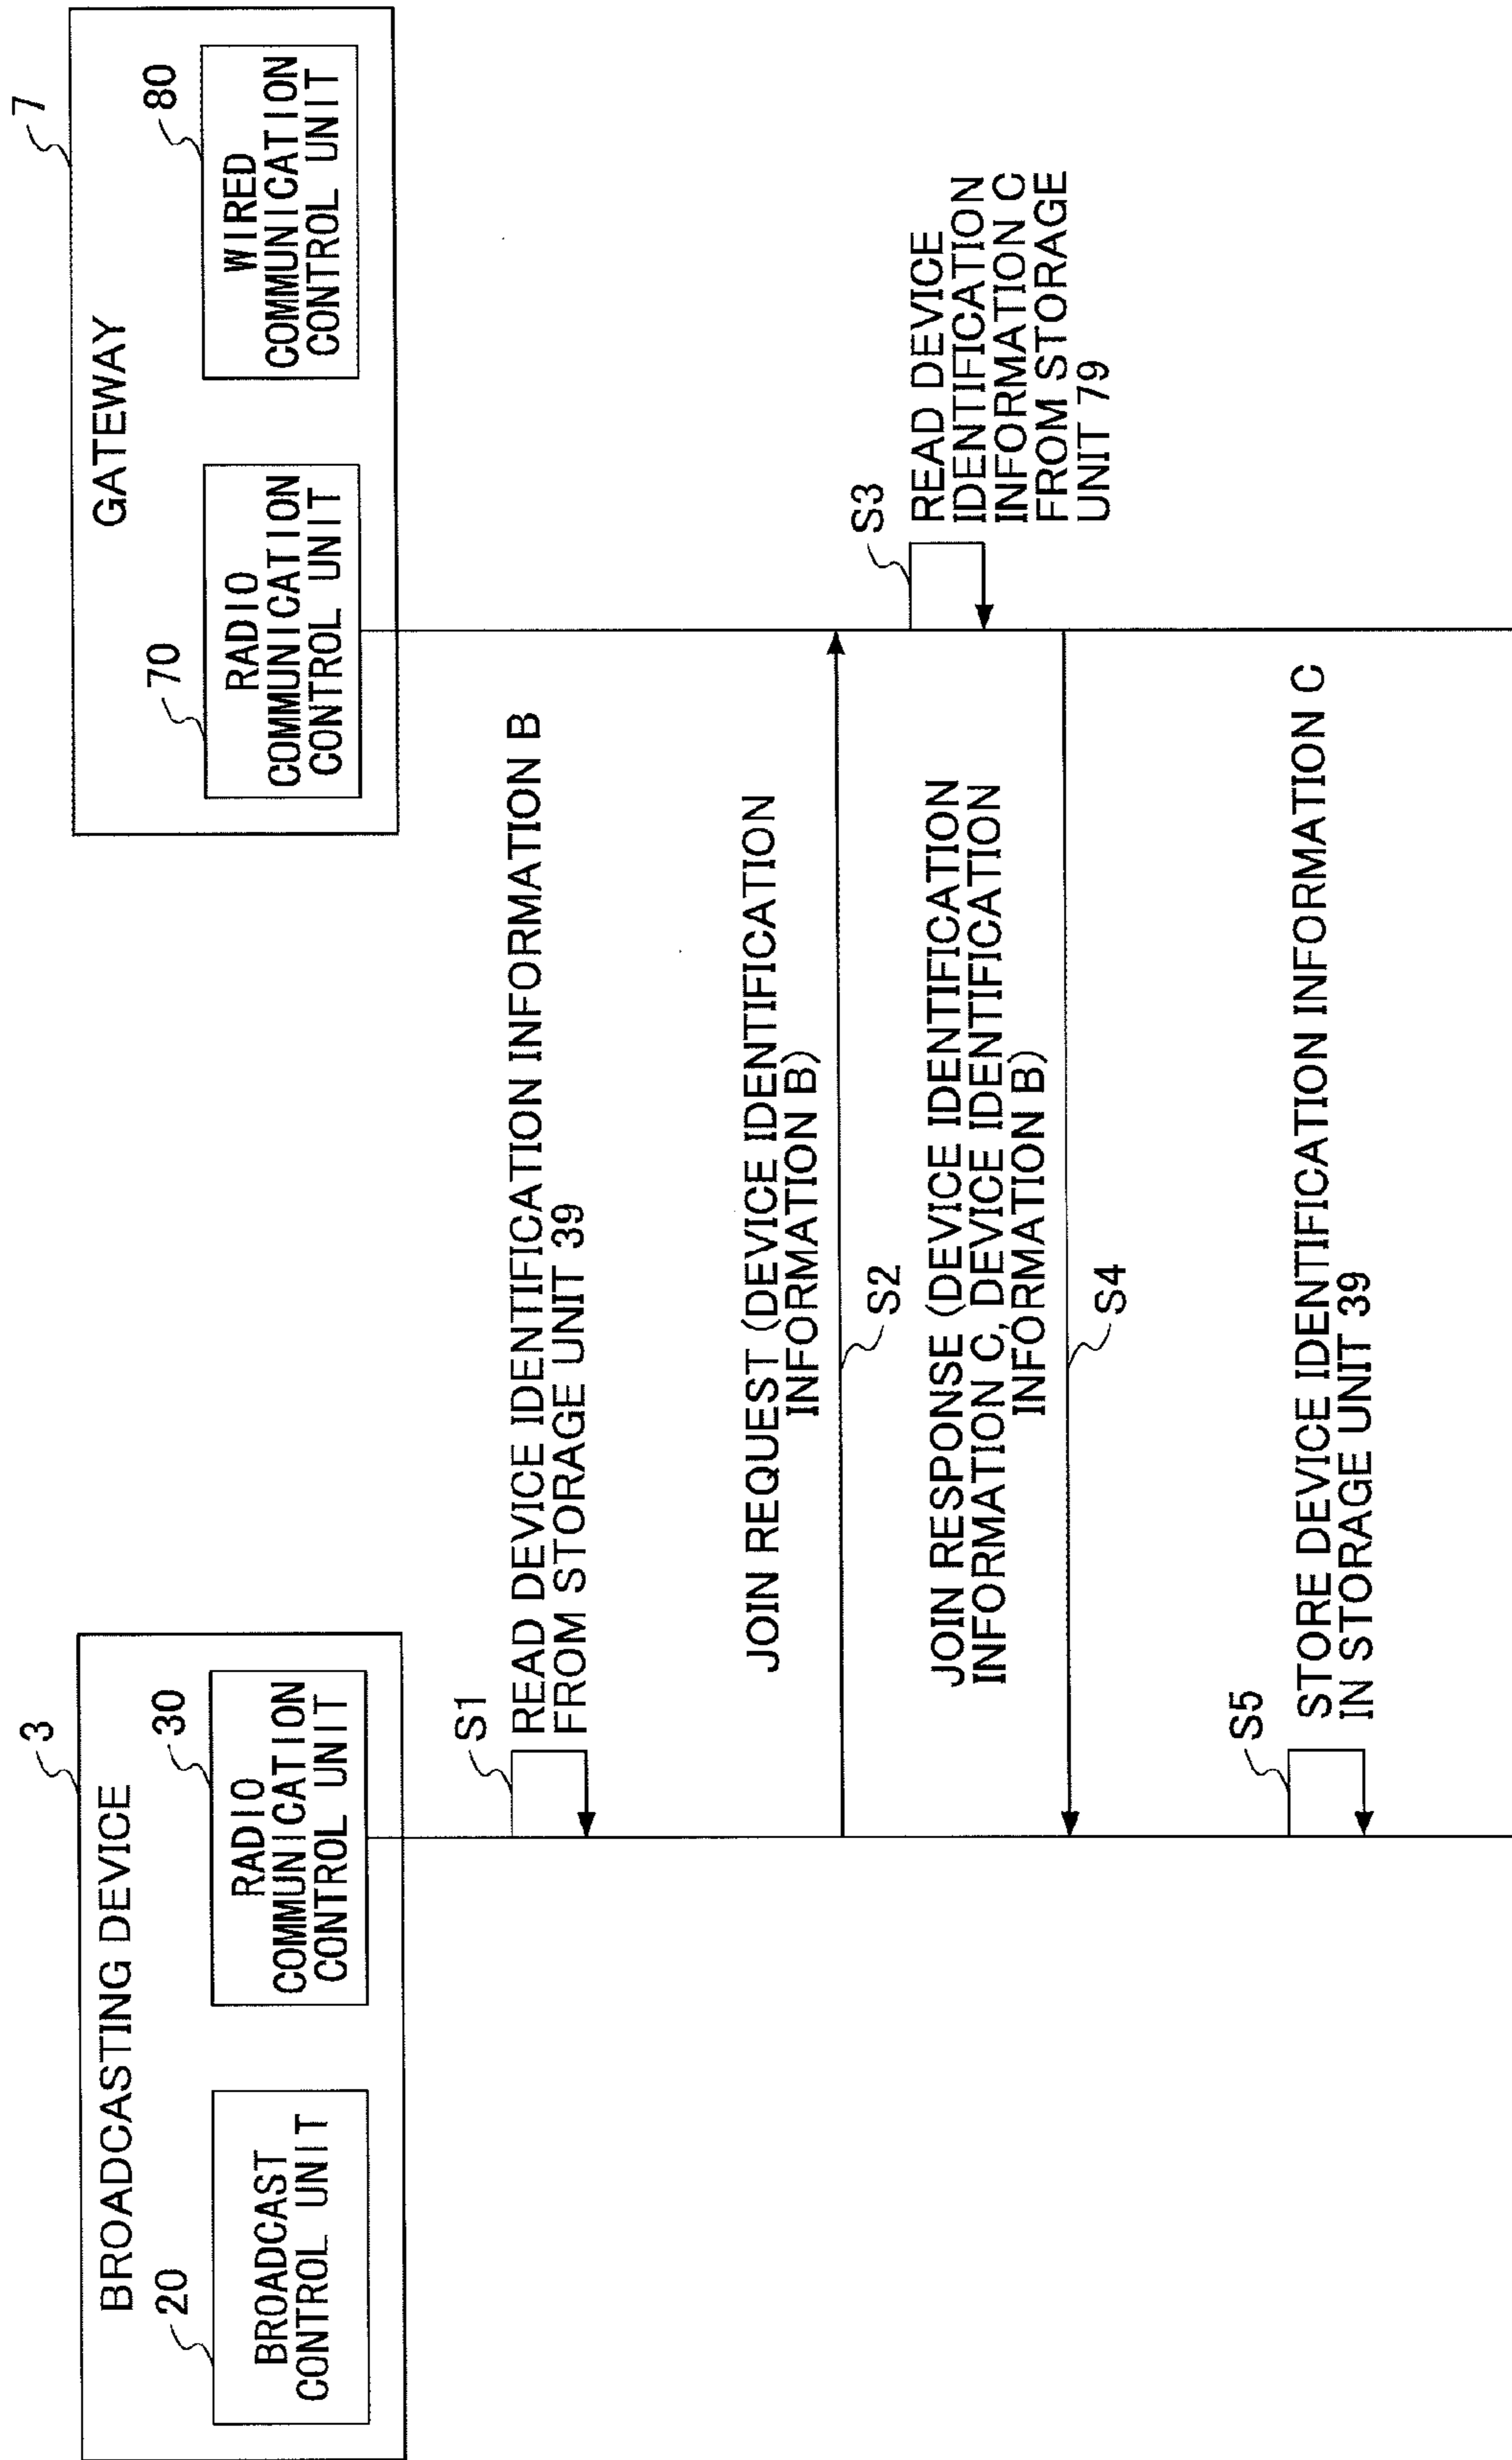 BROADCASTING DEVICE
3
20
BROADCAST
CONTROL UNIT
30
RADIO
COMMUNICATION
CONTROL UNIT
GATEWAY
7
70
RADIO
COMMUNICATION
CONTROL UNIT
80
WIRED
COMMUNICATION
CONTROL UNIT
S1
READ DEVICE IDENTIFICATION INFORMATION B
FROM STORAGE UNIT 39
JOIN REQUEST (DEVICE IDENTIFICATION
INFORMATION B)
S2
S3
READ DEVICE
IDENTIFICATION
INFORMATION C
FROM STORAGE
UNIT 79
JOIN RESPONSE (DEVICE IDENTIFICATION
INFORMATION C, DEVICE IDENTIFICATION
INFORMATION B)
S4
S5
STORE DEVICE IDENTIFICATION INFORMATION C
IN STORAGE UNIT 39